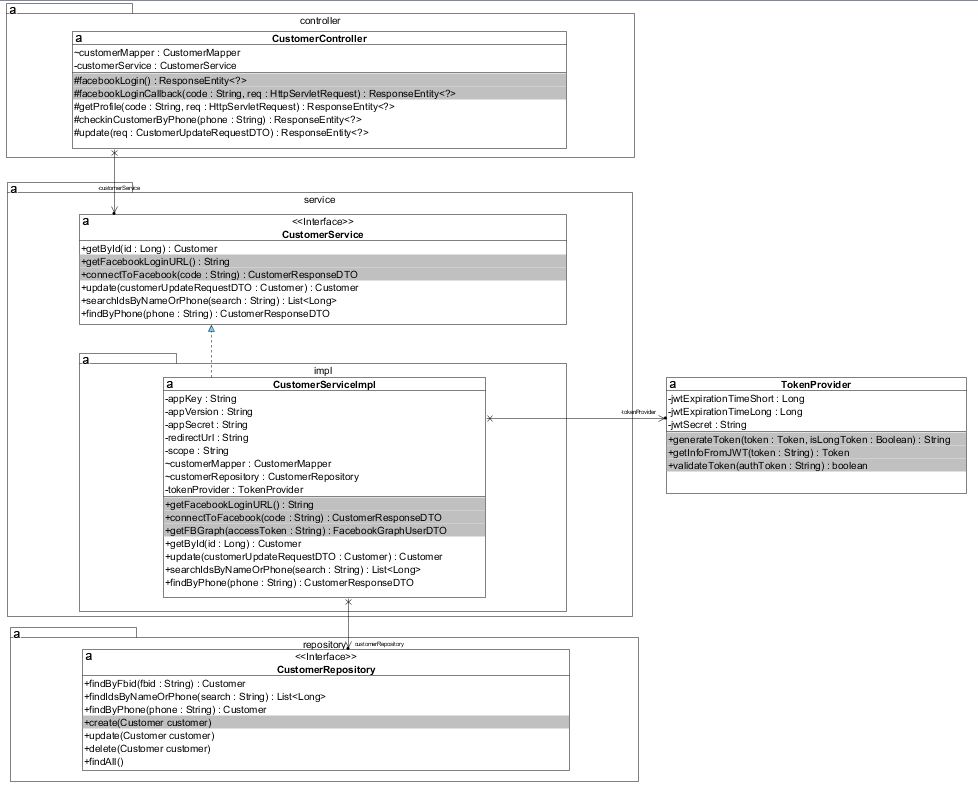 a
controller
a
CustomerController
~customerMapper : CustomerMapper
-customerService : CustomerService
#facebookLogin() : ResponseEntity<?>
#facebookLoginCallback(code : String, req : HttpServletRequest) : ResponseEntity<?>
#getProfile(code : String, req : HttpServletRequest) : ResponseEntity<?>
#checkinCustomerByPhone(phone : String) : ResponseEntity<?>
#update(req : CustomerUpdateRequestDTO) : ResponseEntity<?>
a
-customerService
service
a
<<Interface>>
CustomerService
+getById(id : Long) : Customer
+getFacebookLoginURL() : String
+connectToFacebook(code : String) : CustomerResponseDTO
+update(customerUpdateRequestDTO : Customer) : Customer
+searchIdsByNameOrPhone(search : String) : List<Long>
+findByPhone(phone : String) : CustomerResponseDTO
a
impl
a
CustomerServiceImpl
-appKey : String
-appVersion : String
-appSecret : String
-redirectUrl : String
-scope : String
~customerMapper : CustomerMapper
~customerRepository : CustomerRepository
-tokenProvider : TokenProvider
+getFacebookLoginURL() : String
+connectToFacebook(code : String) : CustomerResponseDTO
+getFBGraph(accessToken : String) : FacebookGraphUserDTO
+getById(id : Long) : Customer
+update(customerUpdateRequestDTO : Customer) : Customer
+searchIdsByNameOrPhone(search : String) : List<Long>
+findByPhone(phone : String) : CustomerResponseDTO
-tokenProvider
a
TokenProvider
-jwtExpirationTimeShort : Long
-jwtExpirationTimeLong : Long
-jwtSecret : String
+generateToken(token : Token, isLongToken : Boolean) : String
+getInfoFromJWT(token : String) : Token
+validateToken(authToken : String) : boolean
a
repository
customerRepository
a
<<Interface>>
CustomerRepository
+findByFbid(fbid : String) : Customer
+findIdsByNameOrPhone(search : String) : List<Long>
+findByPhone(phone : String) : Customer
+create(Customer customer)
+update(Customer customer)
+delete(Customer customer)
+findAll()